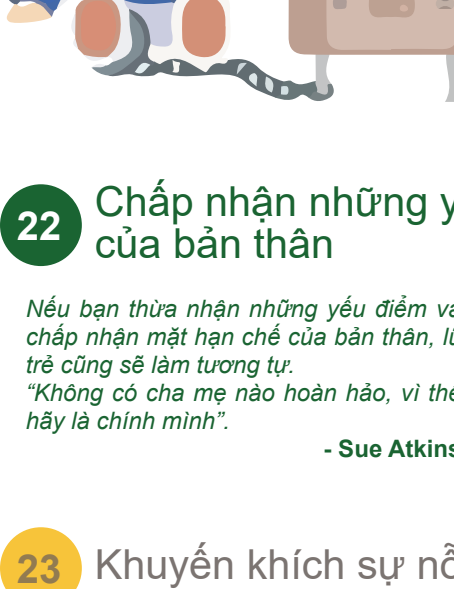 22
Chấp nhận những
của bản thân
Nếu bạn thừa nhận những yếu điểm và
chấp nhận mặt hạn chế của bản thân,
trẻ cũng sẽ làm tương tự.
“Không có cha mẹ nào hoàn hảo, vì thế
hãy là chính mình”.
- Sue Atkins
23
Khuyến khích sự